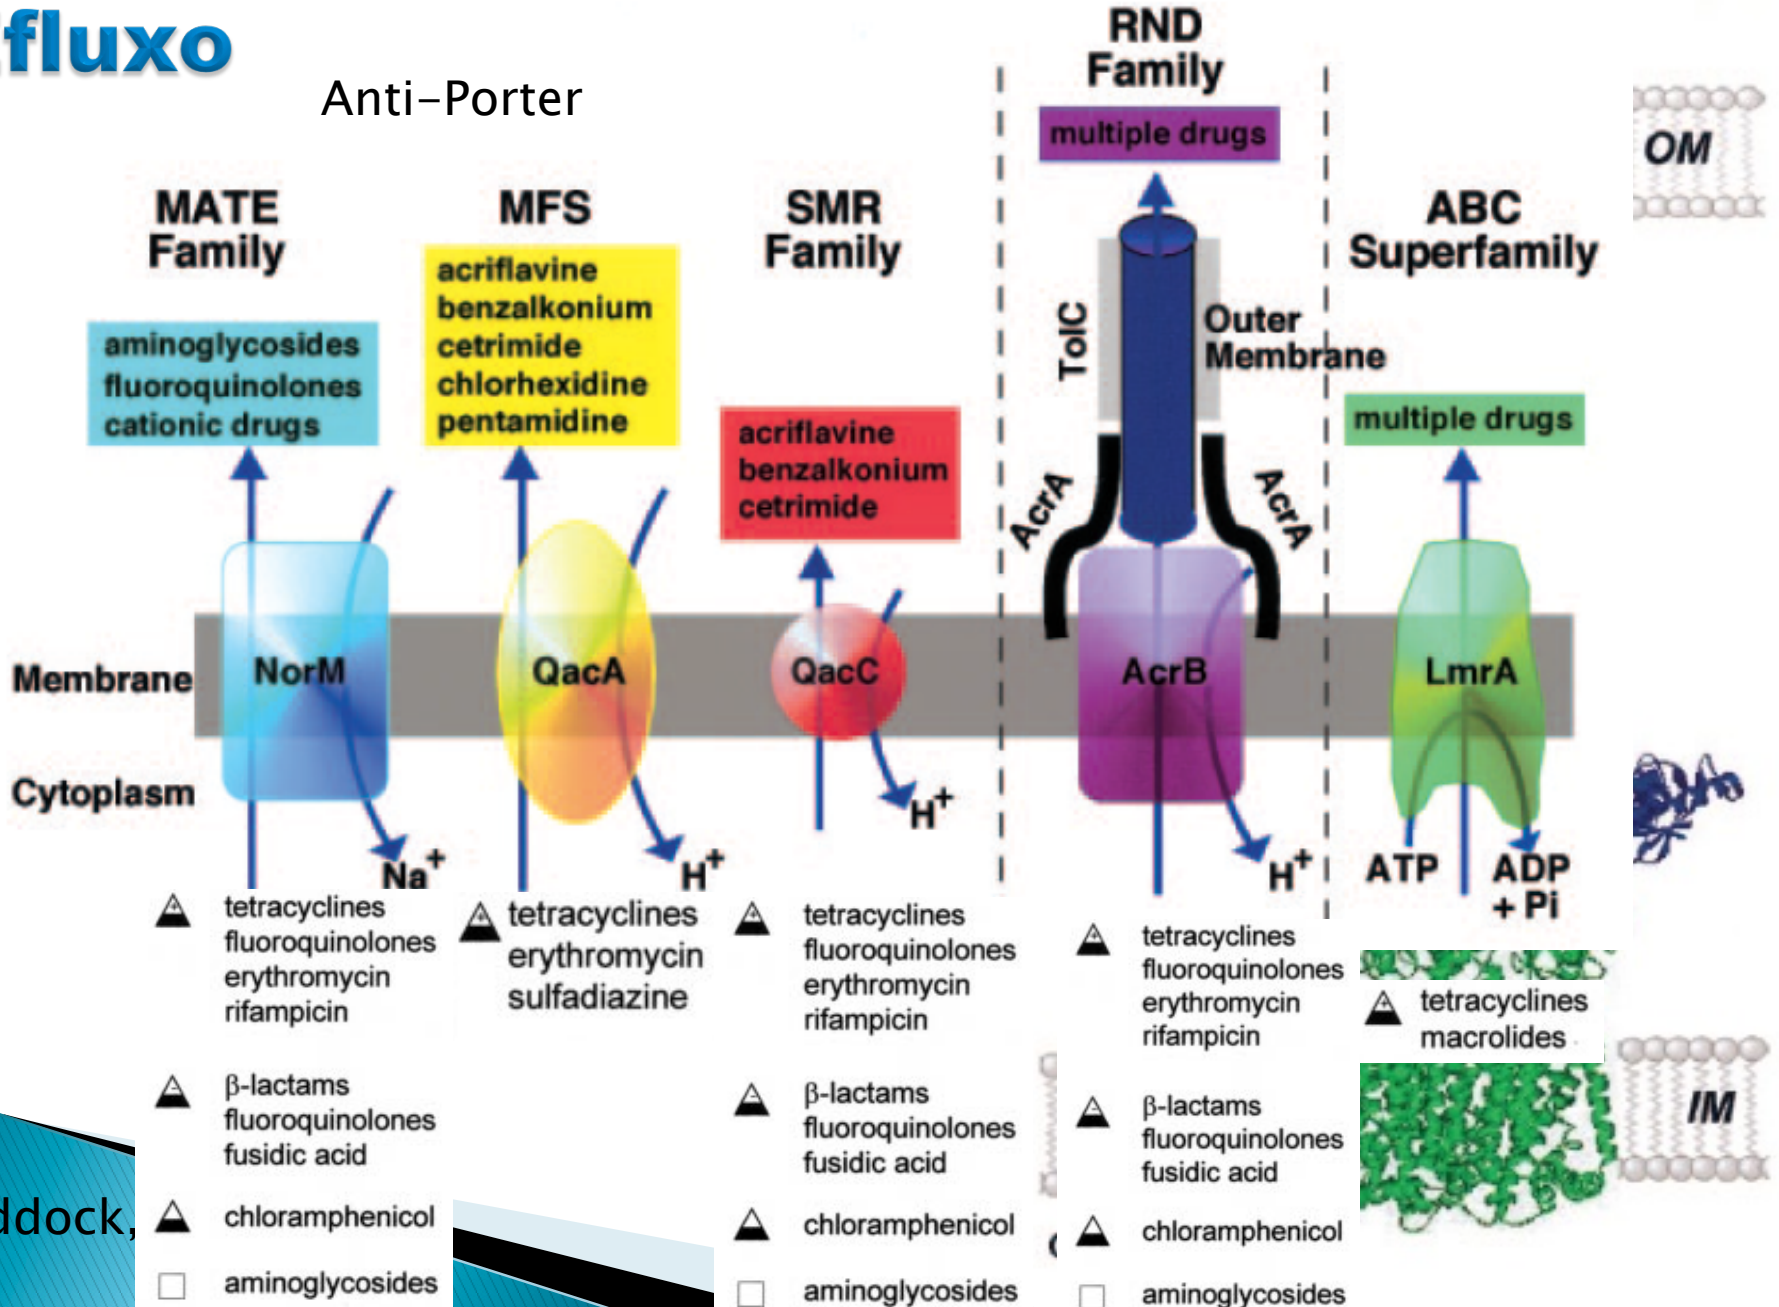 fluxo
Anti-Porter
RND
Family
multiple drugs
OM
MATE
Family
MFS
SMR
Family
ABC
Superfamily
aminoglycosides
fluoroquinolones
cationic drugs
acriflavine
benzalkonium
cetrimide
chlorhexidine
pentamidine
acriflavine
benzalkonium
cetrimide
TolC
Outer
Membrane
multiple drugs
AcrA
AcrA
Membrane
NorM
QacA
QacC
AcrB
LmrA
Cytoplasm
Na+
H+
H+
H+
ATP
ADP
+ Pi
+ tetracyclines
fluoroquinolones
erythromycin
rifampicin
- β-lactams
fluoroquinolones
fusidic acid
chloramphenicol
aminoglycosides
+ tetracyclines
erythromycin
sulfadiazine
+ tetracyclines
fluoroquinolones
erythromycin
rifampicin
- β-lactams
fluoroquinolones
fusidic acid
chloramphenicol
aminoglycosides
+ tetracyclines
fluoroquinolones
erythromycin
rifampicin
- β-lactams
fluoroquinolones
fusidic acid
chloramphenicol
aminoglycosides
+ tetracyclines
macrolides
IM
ddock,